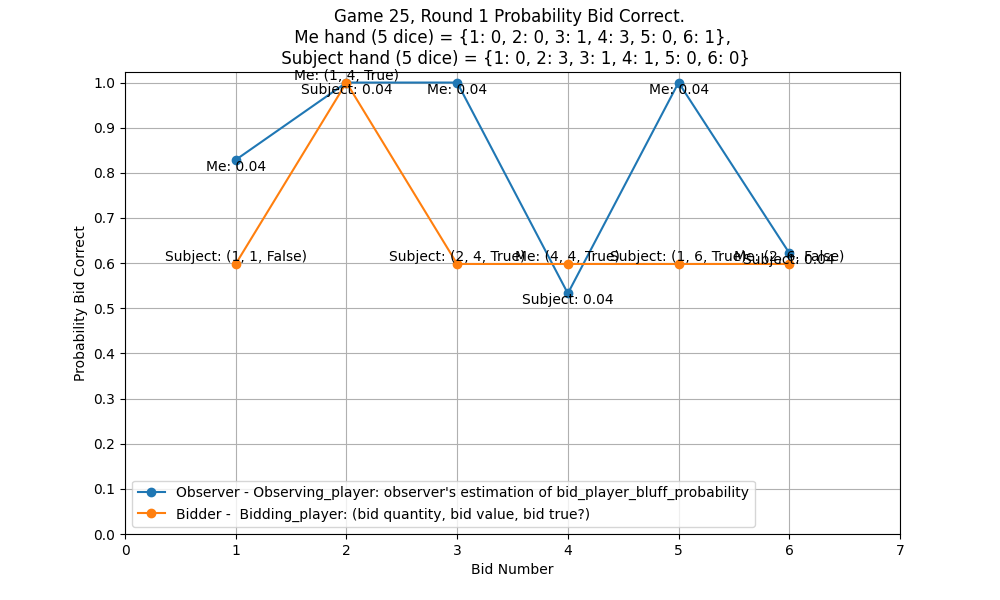 Game 25, Round 1 Probability Bid Correct.
Me hand (5 dice) = {1: 0, 2: 0, 3: 1, 4: 3, 5: 0, 6: 1},
Subject hand (5 dice) = {1: 0, 2: 3, 3: 1, 4: 1, 5: 0, 6: 0}
Probability Bid Correct
1.0
0.9
0.8
0.7
0.6
0.5
0.4
0.3
0.2
0.1
0.0
Me: (1, 4, True)
Subject: 0.04
Me: 0.04
Me: 0.04
Me: 0.04
Subject: (1, 1, False)
Subject: (2, 4, True)
Me: (4, 4, True)
Subject: (1, 6, True)
Me: (2, 6, False)
Subject: 0.04
Subject: 0.04
Observer - Observing_player: observer's estimation of bid_player_bluff_probability
Bidder -  Bidding_player: (bid quantity, bid value, bid true?)
0 1 2 3 4 5 6 7
Bid Number